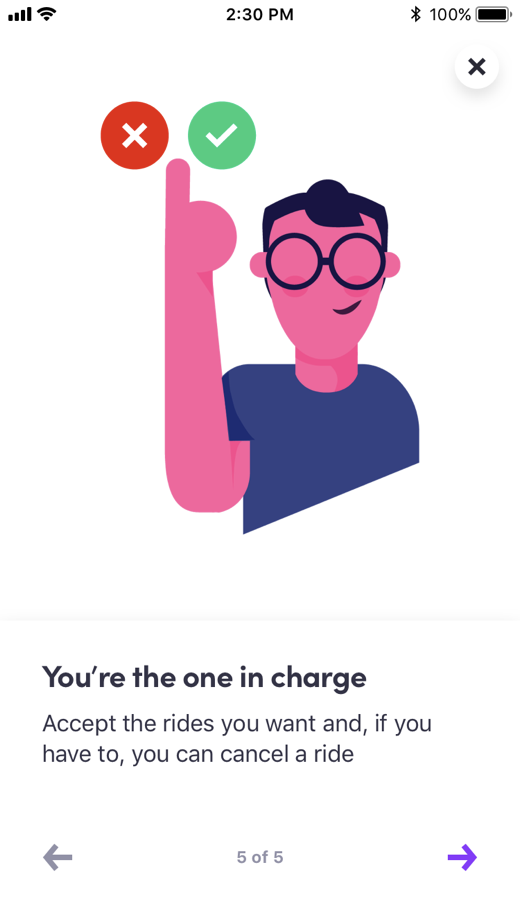 2:30 PM
100%
You're the one in charge
Accept the rides you want and, if you
have to, you can cancel a ride
5 of 5